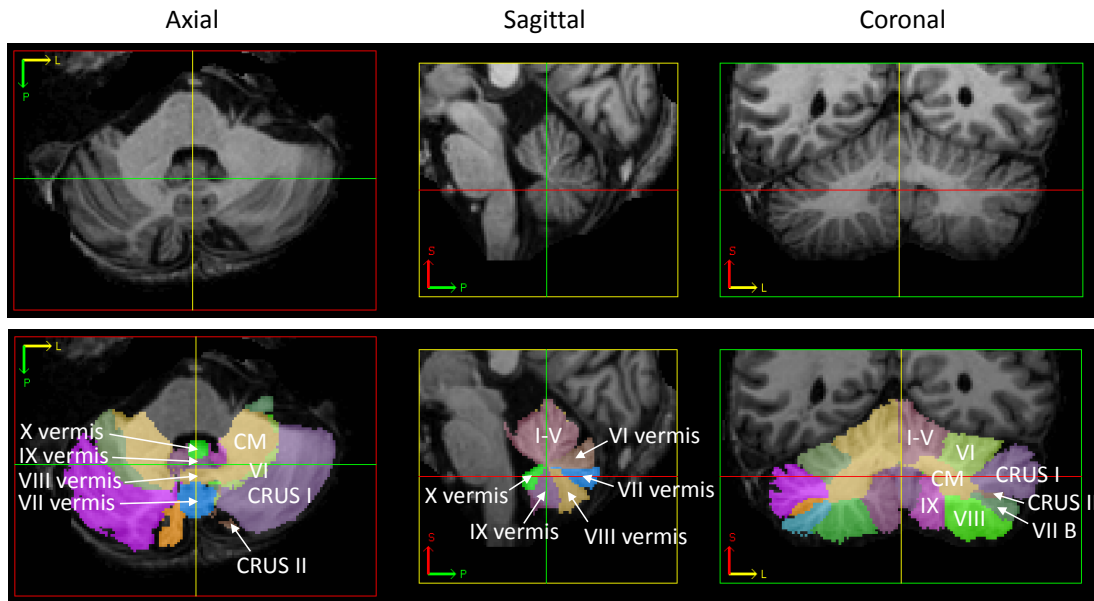 Axial
Sagittal
Coronal
L
P
S
P
S
L
L
P
X vermis
IX vermis
VIII vermis
VII vermis
CM
VI
CRUS I
CRUS II
I-V
VI vermis
X vermis
VII vermis
IX vermis
VIII vermis
S
P
I-V
VI
CRUS I
CM
CRUS II
IX
VIII
VII B
S
L